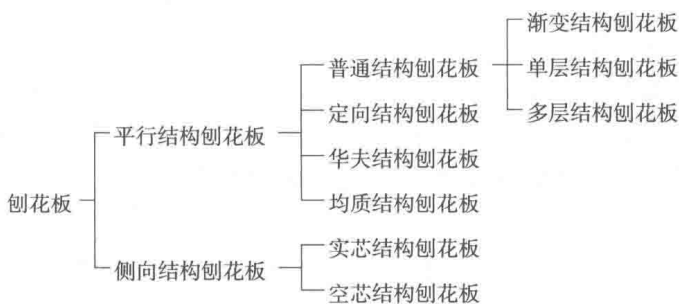 渐变结构刨花板
普通结构刨花板
单层结构刨花板
定向结构刨花板
多层结构刨花板
平行结构刨花板
华夫结构刨花板
刨花板
均质结构刨花板
实芯结构刨花板
侧向结构刨花板
空芯结构刨花板